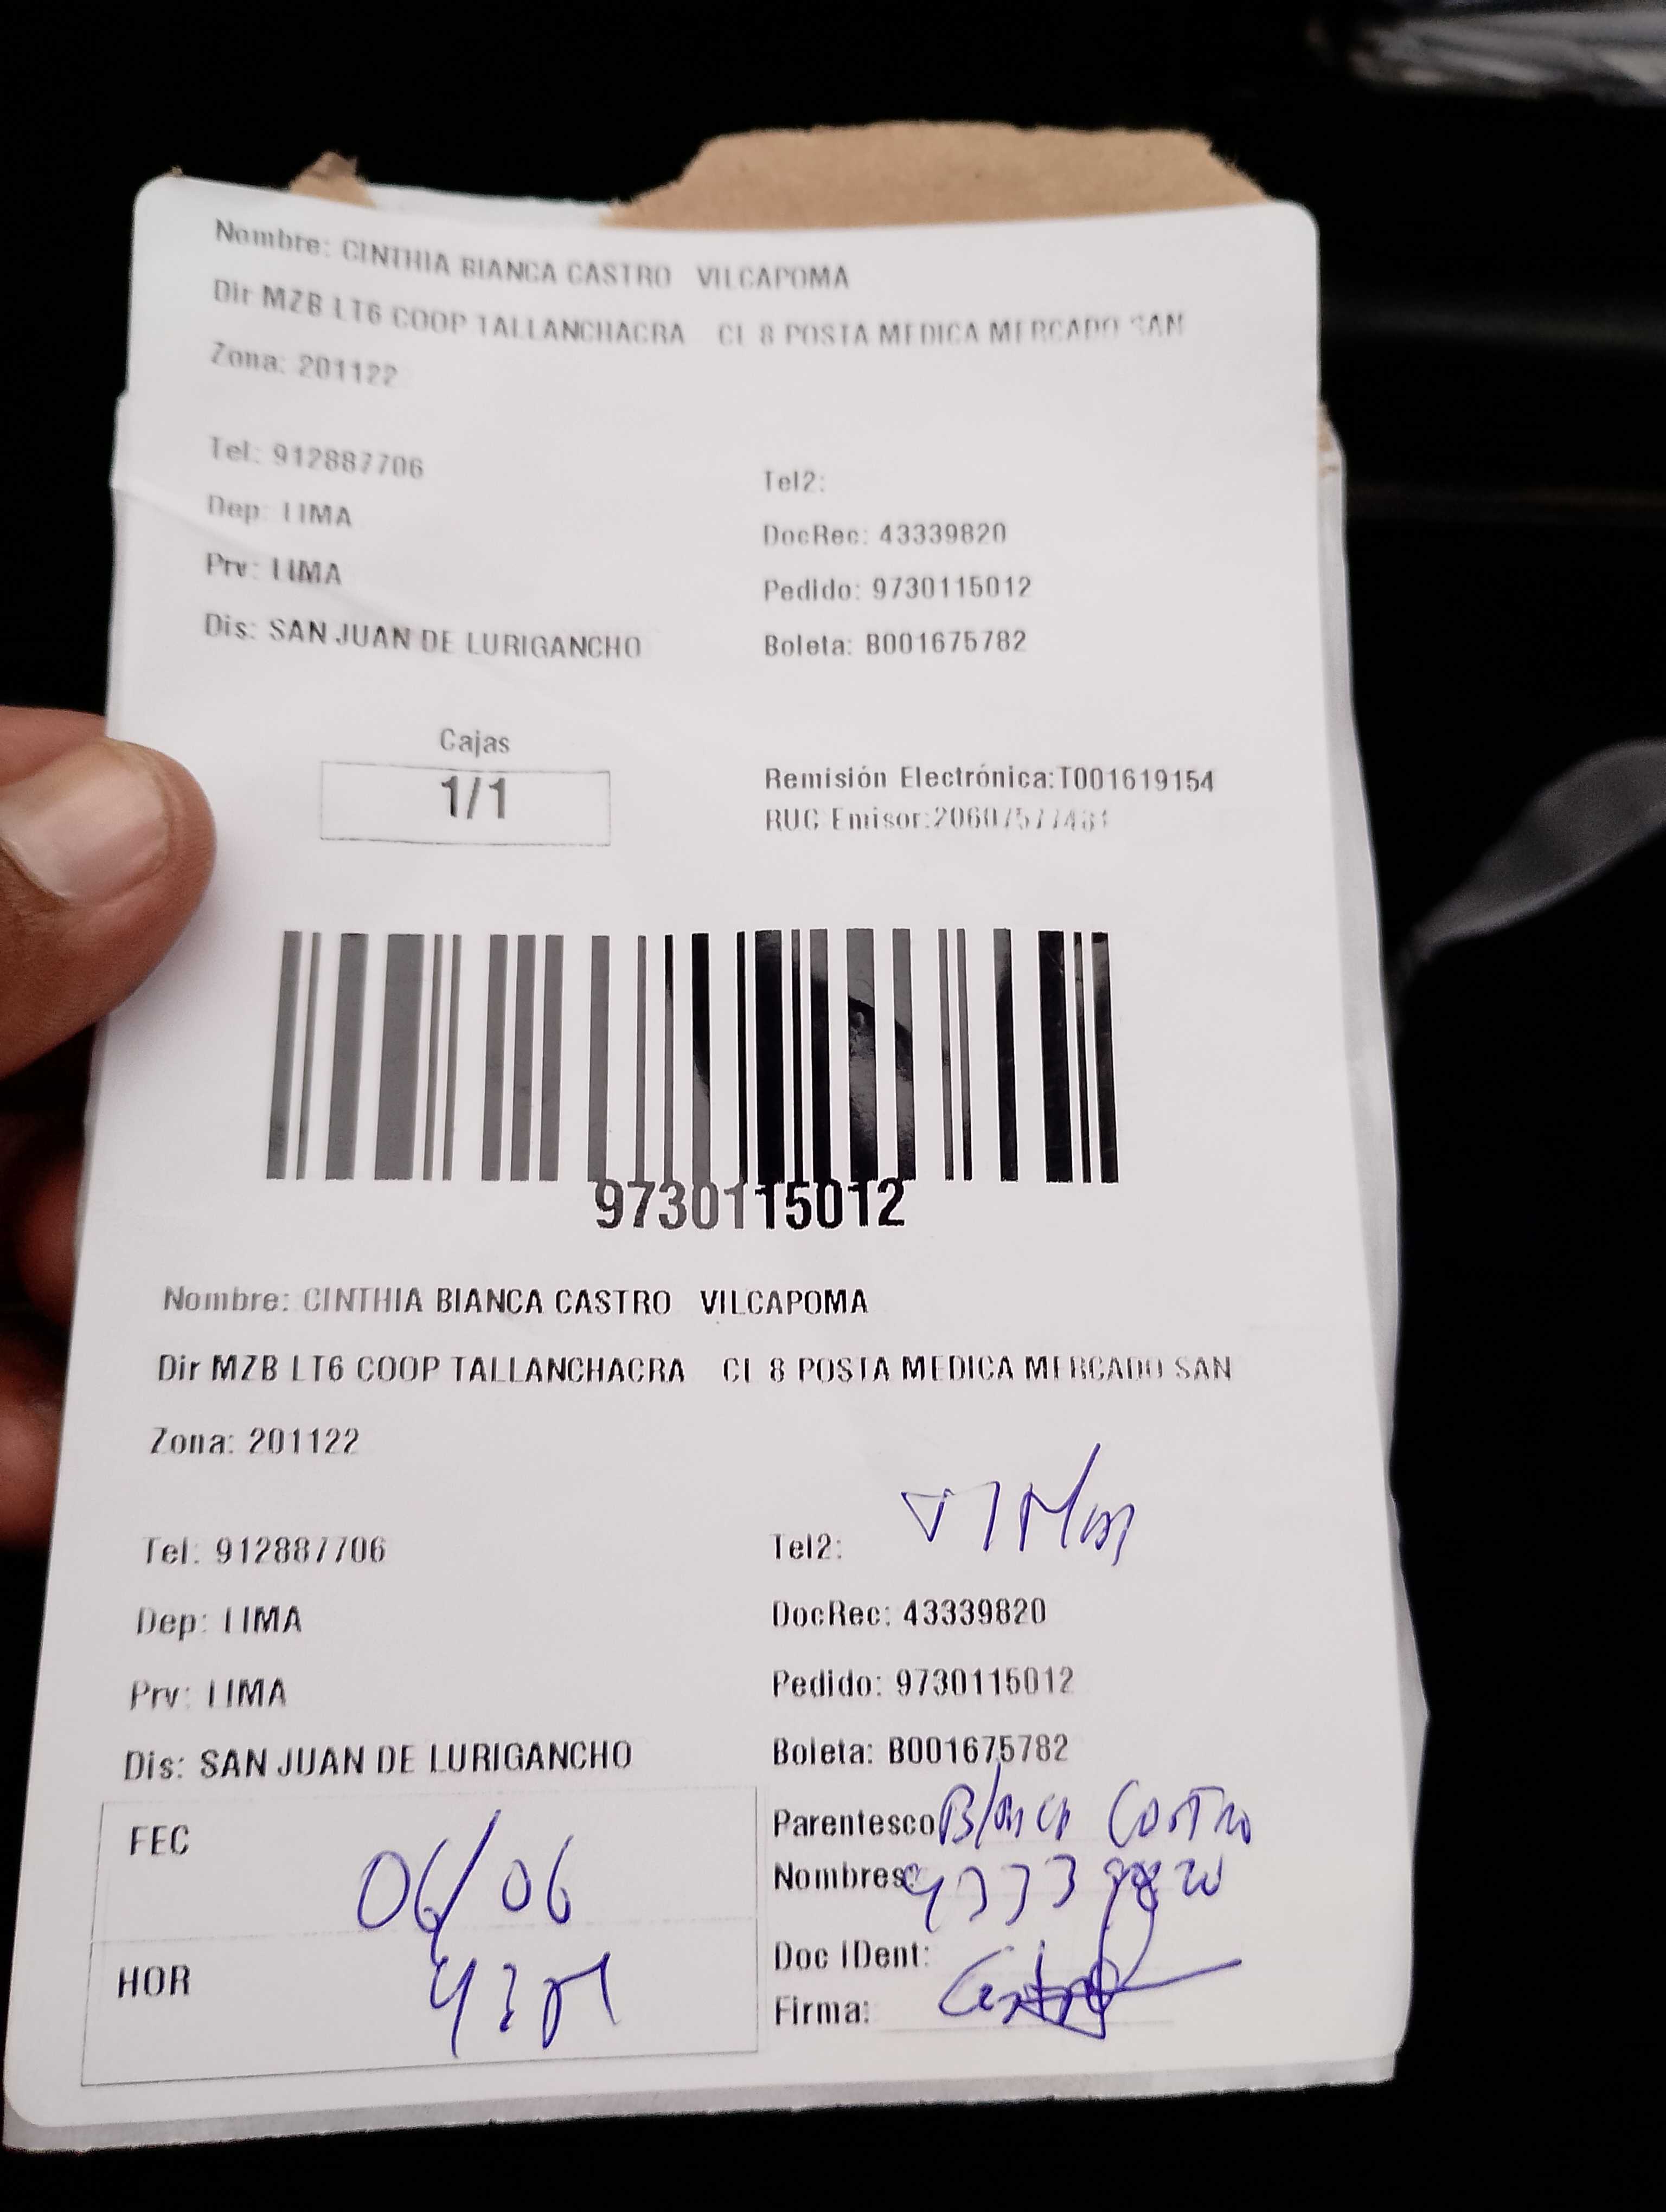 Nombre: CINTHIA BIANCA CASTRO VILCAPOMA
Dir MZB LT6 COOP TALLANCHACRA CL 8 POSTA MEDICA MERCADO SAN
Zona: 201122
Tel: 912887706
Tel2:
Dep: LIMA
DocRec: 43339820
Prv: LIMA
Pedido: 9730115012
Dis: SAN JUAN DE LURIGANCHO
Boleta: B001675782
Cajas
1/1
Remisión Electrónica:T001619154
RUC Emisor:
9730115012
Nombre: CINTHIA BIANCA CASTRO VILCAPOMA
Dir MZB LT6 COOP TALLANCHACRA CL 8 POSTA MEDICA MERCADO SAN
Zona: 201122
Tel: 912887706
Tel2:
Dep: LIMA
DocRec: 43339820
Prv: LIMA
Pedido: 9730115012
Dis: SAN JUAN DE LURIGANCHO
Boleta: B001675782
FEC 06/06
Parentesco Blanca Castro
Nombres:
HOR
Doc IDent:
Firma: